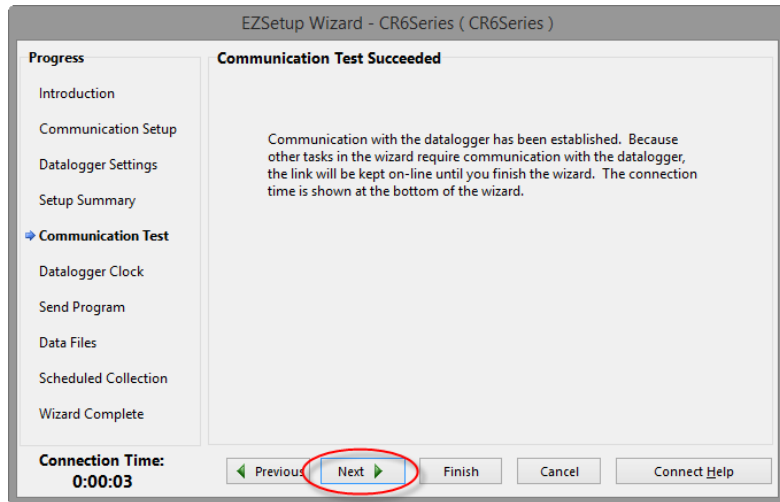 EZSetup Wizard - CR6Series ( CR6Series )
Progress
Introduction
Communication Setup
Datalogger Settings
Setup Summary
Communication Test
Datalogger Clock
Send Program
Data Files
Scheduled Collection
Wizard Complete
Connection Time:
0:00:03
Communication Test Succeeded
Communication with the datalogger has been established.  Because
other tasks in the wizard require communication with the datalogger,
the link will be kept on-line until you finish the wizard.  The connection
time is shown at the bottom of the wizard.
Previous
Next
Finish
Cancel
Connect Help